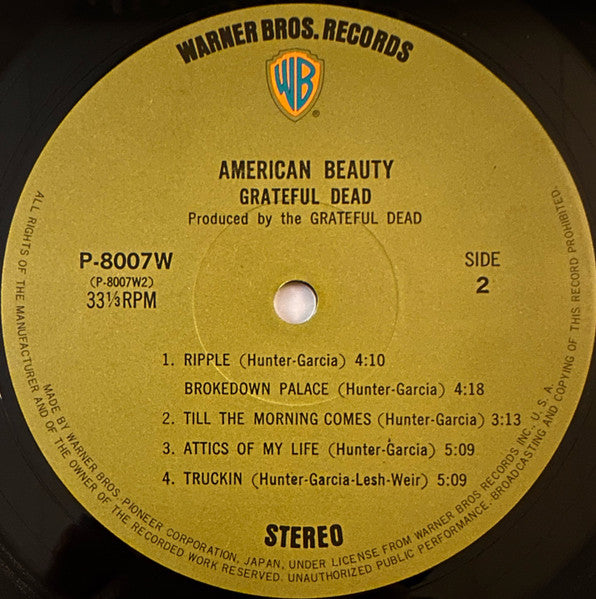 WARNER BROS. RECORDS
WB
®
AMERICAN BEAUTY
GRATEFUL DEAD
Produced by the GRATEFUL DEAD
P-8007W
(P-8007W2)
33⅓RPM
SIDE
2
1. RIPPLE (Hunter-Garcia) 4:10
BROKEDOWN PALACE (Hunter-Garcia) 4:18
2. TILL THE MORNING COMES (Hunter-Garcia) 3:13
3. ATTICS OF MY LIFE (Hunter-Garcia) 5:09
4. TRUCKIN (Hunter-Garcia-Lesh-Weir) 5:09
STEREO
MADE BY WARNER BROS.-PIONEER CORPORATION, JAPAN, UNDER LICENSE FROM WARNER BROS RECORDS INC., U.S.A.
ALL RIGHTS OF THE MANUFACTURER AND OF THE OWNER OF THE RECORDED WORK RESERVED. UNAUTHORIZED PUBLIC PERFORMANCE·BROADCASTING AND COPYING OF THIS RECORD PROHIBITED.